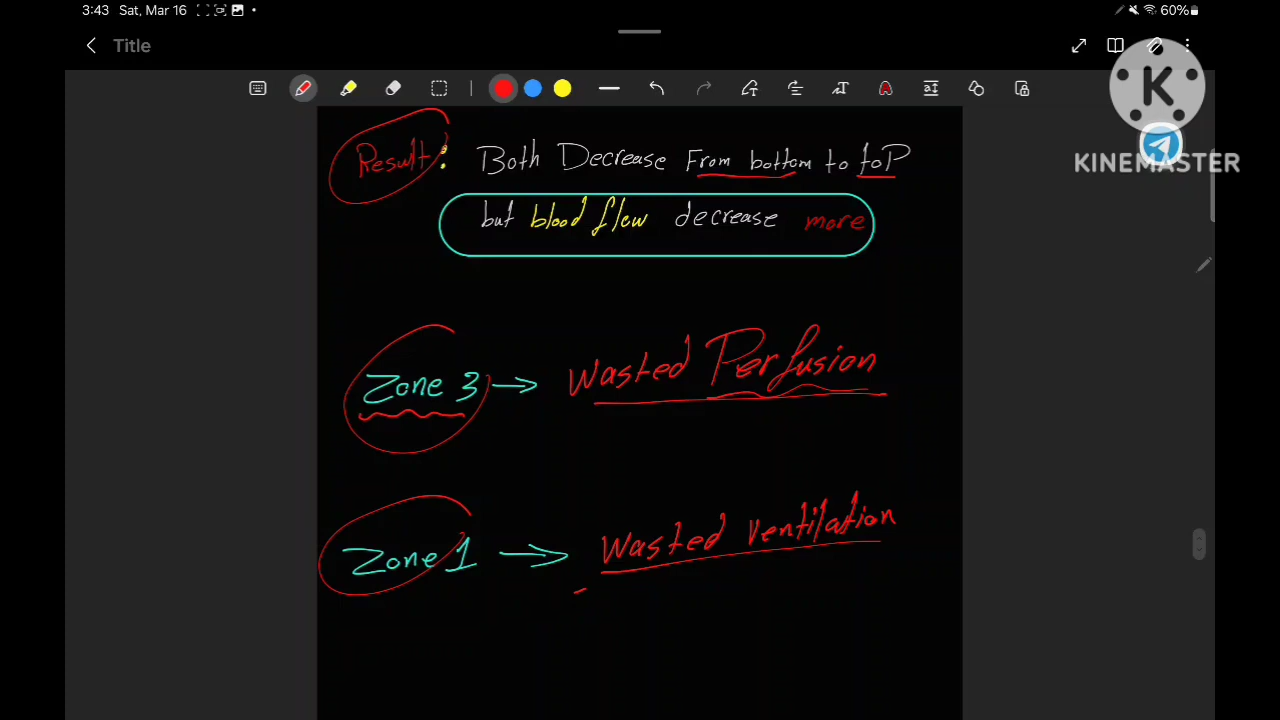 3:43 Sat, Mar 16
60%
Title
K
KINEMASTER
Result: Both Decrease From bottom to toP
but blood flow decrease more
Zone 3 → Wasted Perfusion
Zone 1 → Wasted ventilation